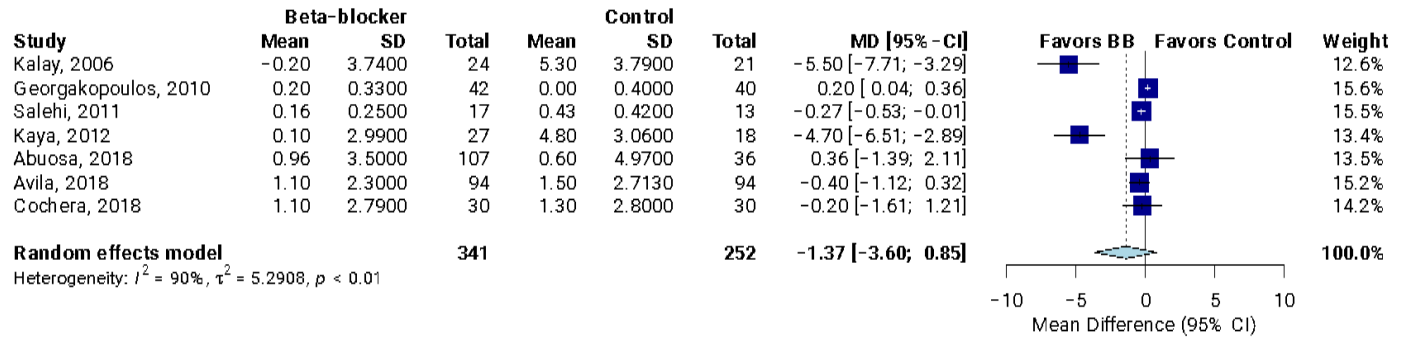 Beta-blocker Control
Study Mean SD Total Mean SD Total MD [95%-CI] Favors BB Favors Control Weight
Kalay, 2006 −0.20 3.7400 24 5.30 3.7900 21 −5.50 [−7.71; −3.29] 12.6%
Georgakopoulos, 2010 0.20 0.3300 42 0.00 0.4000 40 0.20 [ 0.04; 0.36] 15.6%
Salehi, 2011 0.16 0.2500 17 0.43 0.4200 13 −0.27 [−0.53; −0.01] 15.5%
Kaya, 2012 0.10 2.9900 27 4.80 3.0600 18 −4.70 [−6.51; −2.89] 13.4%
Abuosa, 2018 0.96 3.5000 107 0.60 4.9700 36 0.36 [−1.39; 2.11] 13.5%
Avila, 2018 1.10 2.3000 94 1.50 2.7130 94 −0.40 [−1.12; 0.32] 15.2%
Cochera, 2018 1.10 2.7900 30 1.30 2.8000 30 −0.20 [−1.61; 1.21] 14.2%
Random effects model 341 252 −1.37 [−3.60; 0.85] 100.0%
Heterogeneity: I² = 90%, τ² = 5.2908, p < 0.01
−10 −5 0 5 10
Mean Difference (95% CI)